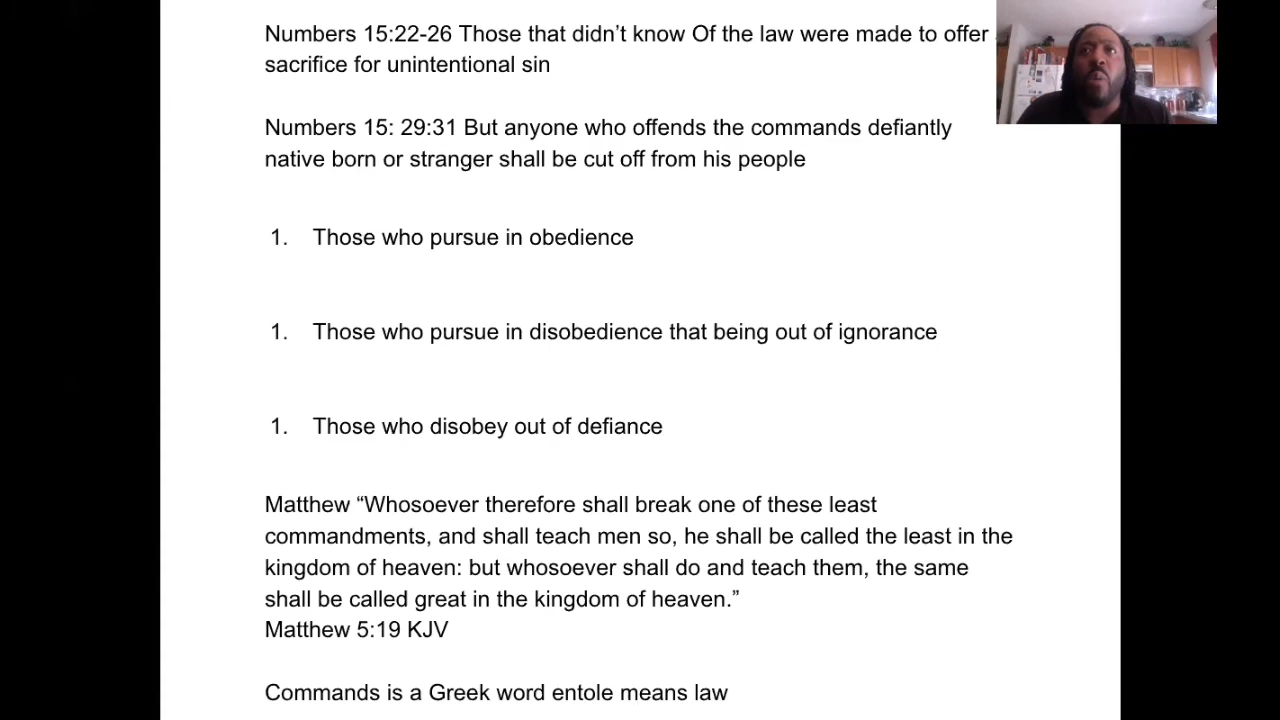 Numbers 15:22-26 Those that didn’t know Of the law were made to offer
sacrifice for unintentional sin
Numbers 15: 29:31 But anyone who offends the commands defiantly
native born or stranger shall be cut off from his people
1. Those who pursue in obedience
1. Those who pursue in disobedience that being out of ignorance
1. Those who disobey out of defiance
Matthew “Whosoever therefore shall break one of these least
commandments, and shall teach men so, he shall be called the least in the
kingdom of heaven: but whosoever shall do and teach them, the same
shall be called great in the kingdom of heaven.”
Matthew 5:19 KJV
Commands is a Greek word entole means law